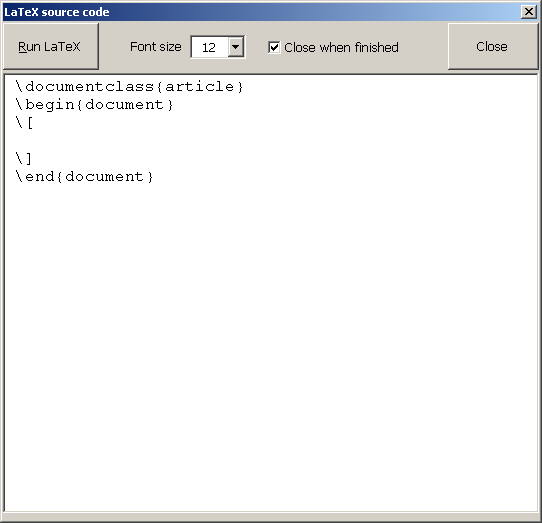 LaTeX source code
Run LaTeX Font size 12 Close when finished Close
\documentclass{article}
\begin{document}
\[
\]
\end{document}